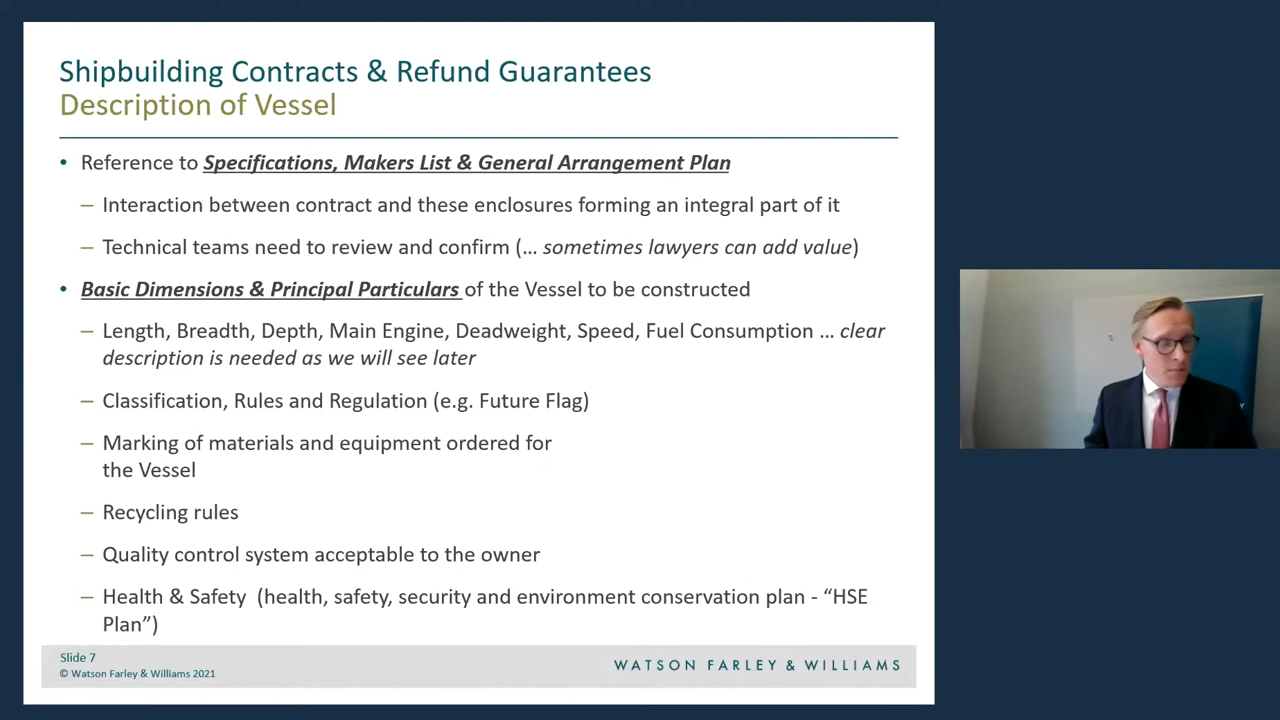 Shipbuilding Contracts & Refund Guarantees
Description of Vessel
• Reference to Specifications, Makers List & General Arrangement Plan
– Interaction between contract and these enclosures forming an integral part of it
– Technical teams need to review and confirm (… sometimes lawyers can add value)
• Basic Dimensions & Principal Particulars of the Vessel to be constructed
– Length, Breadth, Depth, Main Engine, Deadweight, Speed, Fuel Consumption … clear
description is needed as we will see later
– Classification, Rules and Regulation (e.g. Future Flag)
– Marking of materials and equipment ordered for
the Vessel
– Recycling rules
– Quality control system acceptable to the owner
– Health & Safety (health, safety, security and environment conservation plan - “HSE
Plan”)
Slide 7
© Watson Farley & Williams 2021
WATSON FARLEY & WILLIAMS